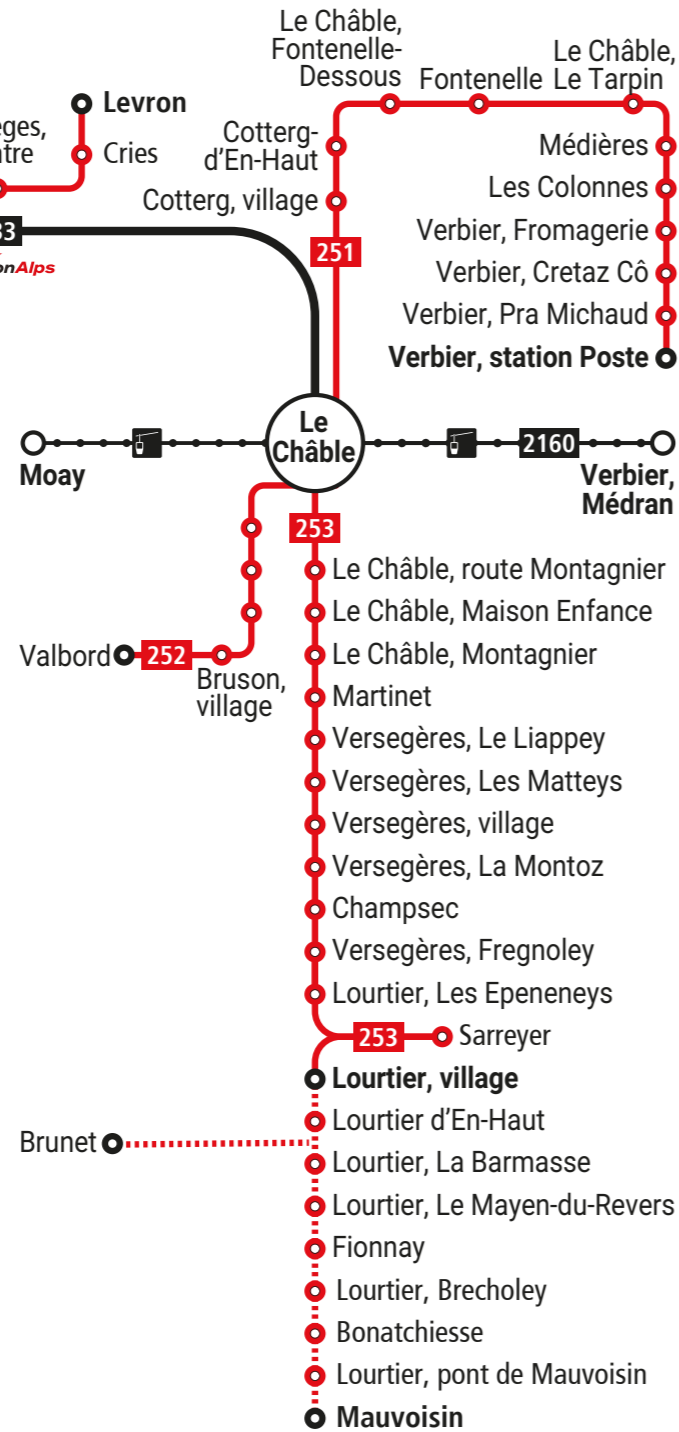 Le Châble,
Fontenelle-
Dessous
Fontenelle
Le Châble,
Le Tarpin
Levron
Cries
Cotterg-
d'En-Haut
Cotterg, village
251
Médières
Les Colonnes
Verbier, Fromagerie
Verbier, Cretaz Cô
Verbier, Pra Michaud
Verbier, station Poste
Alps
Le
Châble
Moay
2160
Verbier,
Médran
253
Le Châble, route Montagnier
Le Châble, Maison Enfance
Le Châble, Montagnier
Valbord
252
Bruson,
village
Martinet
Versegères, Le Liappey
Versegères, Les Matteys
Versegères, village
Versegères, La Montoz
Champsec
Versegères, Fregnoley
Lourtier, Les Epeneneys
253
Sarreyer
Lourtier, village
Lourtier d'En-Haut
Brunet
Lourtier, La Barmasse
Lourtier, Le Mayen-du-Revers
Fionnay
Lourtier, Brecholey
Bonatchiesse
Lourtier, pont de Mauvoisin
Mauvoisin